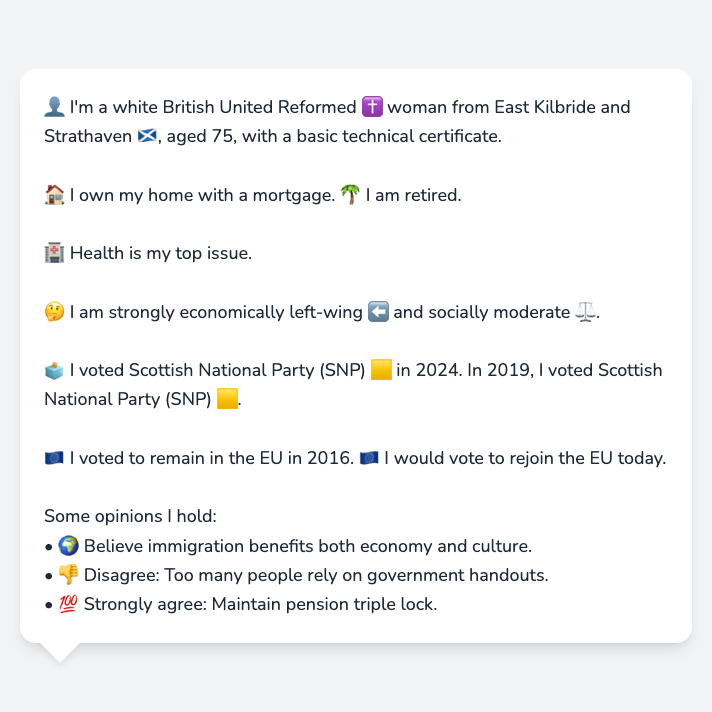 👤 I'm a white British United Reformed ✝️ woman from East Kilbride and
Strathaven 🏴󠁧󠁢󠁳󠁣󠁴󠁿, aged 75, with a basic technical certificate.
🏠 I own my home with a mortgage. 🌴 I am retired.
🏥 Health is my top issue.
🤔 I am strongly economically left-wing ⬅️ and socially moderate ⚖️.
🗳️ I voted Scottish National Party (SNP) 🟨 in 2024. In 2019, I voted Scottish
National Party (SNP) 🟨.
🇪🇺 I voted to remain in the EU in 2016. 🇪🇺 I would vote to rejoin the EU today.
Some opinions I hold:
• 🌍 Believe immigration benefits both economy and culture.
• 👎 Disagree: Too many people rely on government handouts.
• 💯 Strongly agree: Maintain pension triple lock.